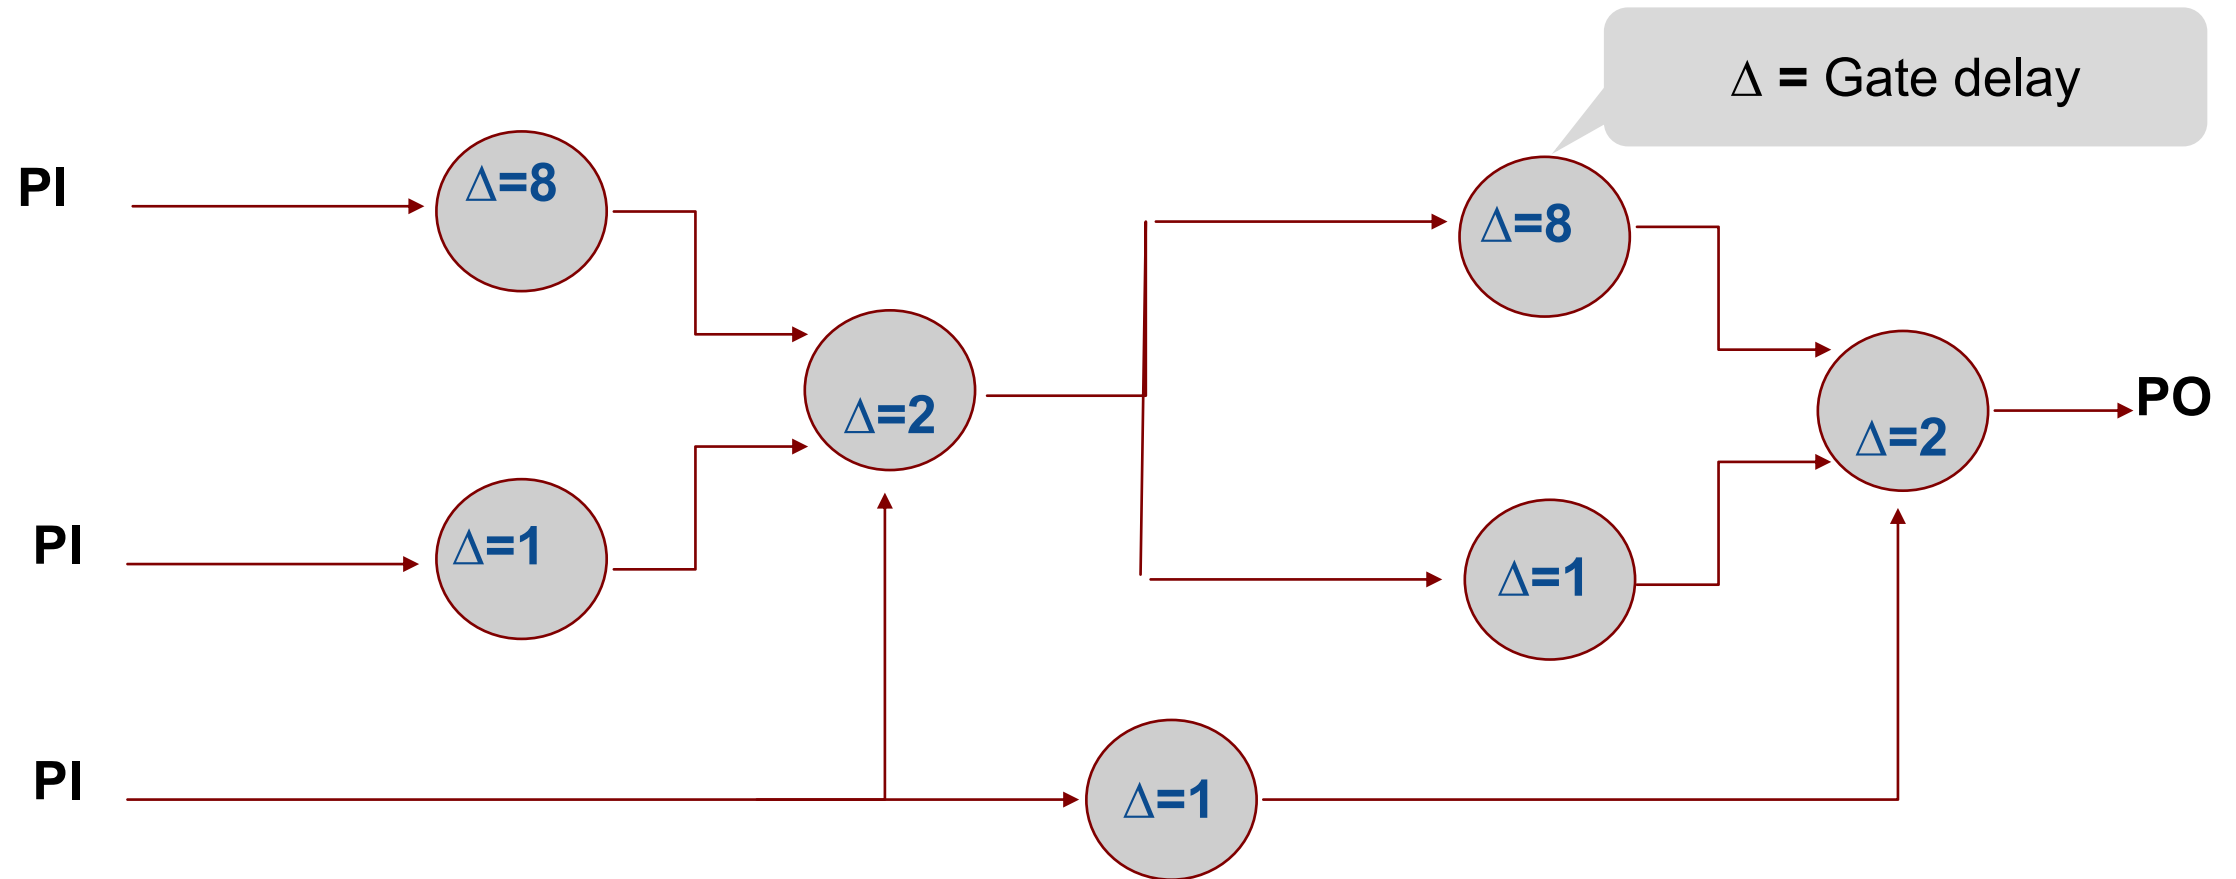 ∆ = Gate delay
PI
∆=8
∆=8
∆=2
PO
∆=2
PI
∆=1
∆=1
PI
∆=1